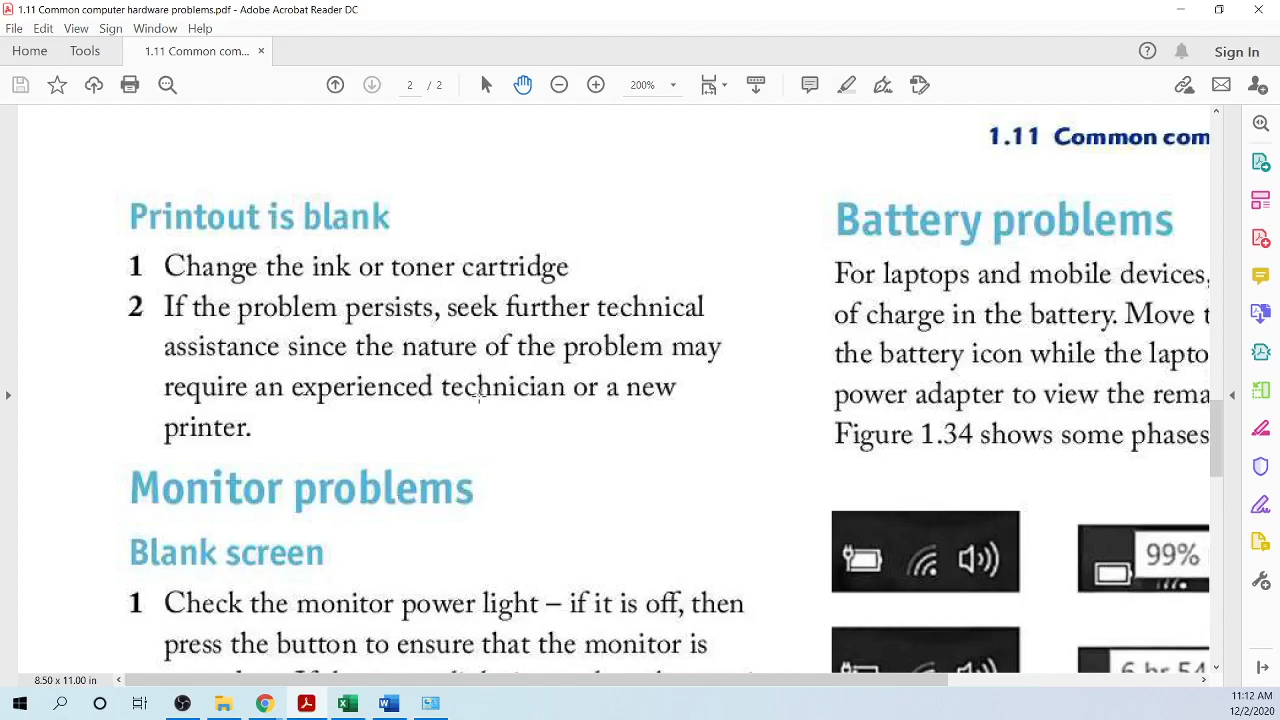 1.11 Common computer hardware problems.pdf - Adobe Acrobat Reader DC
File Edit View Sign Window Help
Home Tools 1.11 Common com... ×
Sign In
2 / 2
200%
1.11 Common com
Printout is blank
1 Change the ink or toner cartridge
2 If the problem persists, seek further technical
assistance since the nature of the problem may
require an experienced technician or a new
printer.
Monitor problems
Blank screen
1 Check the monitor power light – if it is off, then
press the button to ensure that the monitor is
Battery problems
For laptops and mobile devices,
of charge in the battery. Move t
the battery icon while the lapto
power adapter to view the rema
Figure 1.34 shows some phases
99%
6 hr 54
8.50 x 11.00 in
11:12 AM
12/2/2020